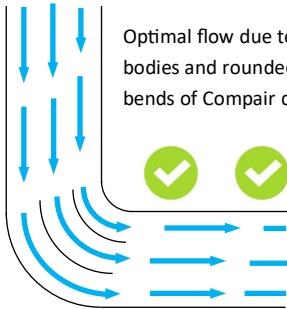 Optimal flow due to
bodies and rounded
bends of Compair